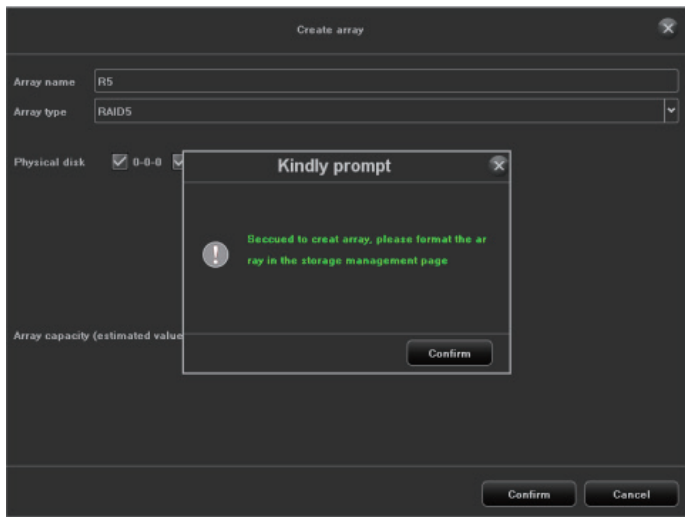 Create array
Array name R5
Array type RAID5
Physical disk 0-0-0
Kindly prompt
Seccued to creat array, please format the ar
ray in the storage management page
Confirm
Array capacity (estimated value
Confirm Cancel